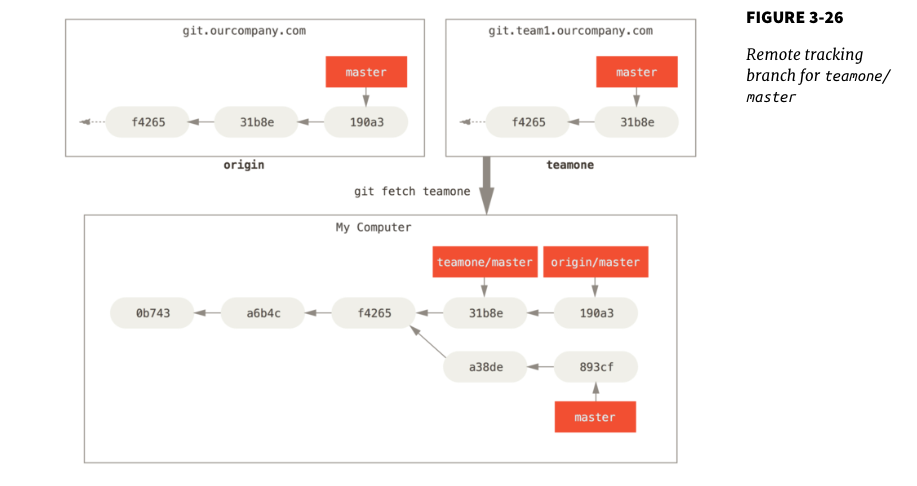 git.ourcompany.com
master
f4265
31b8e
190a3
origin
git.team1.ourcompany.com
master
f4265
31b8e
teamone
git fetch teamone
My Computer
teamone/master
origin/master
0b743
a6b4c
f4265
31b8e
190a3
a38de
893cf
master
FIGURE 3-26
Remote tracking
branch for teamone/
master